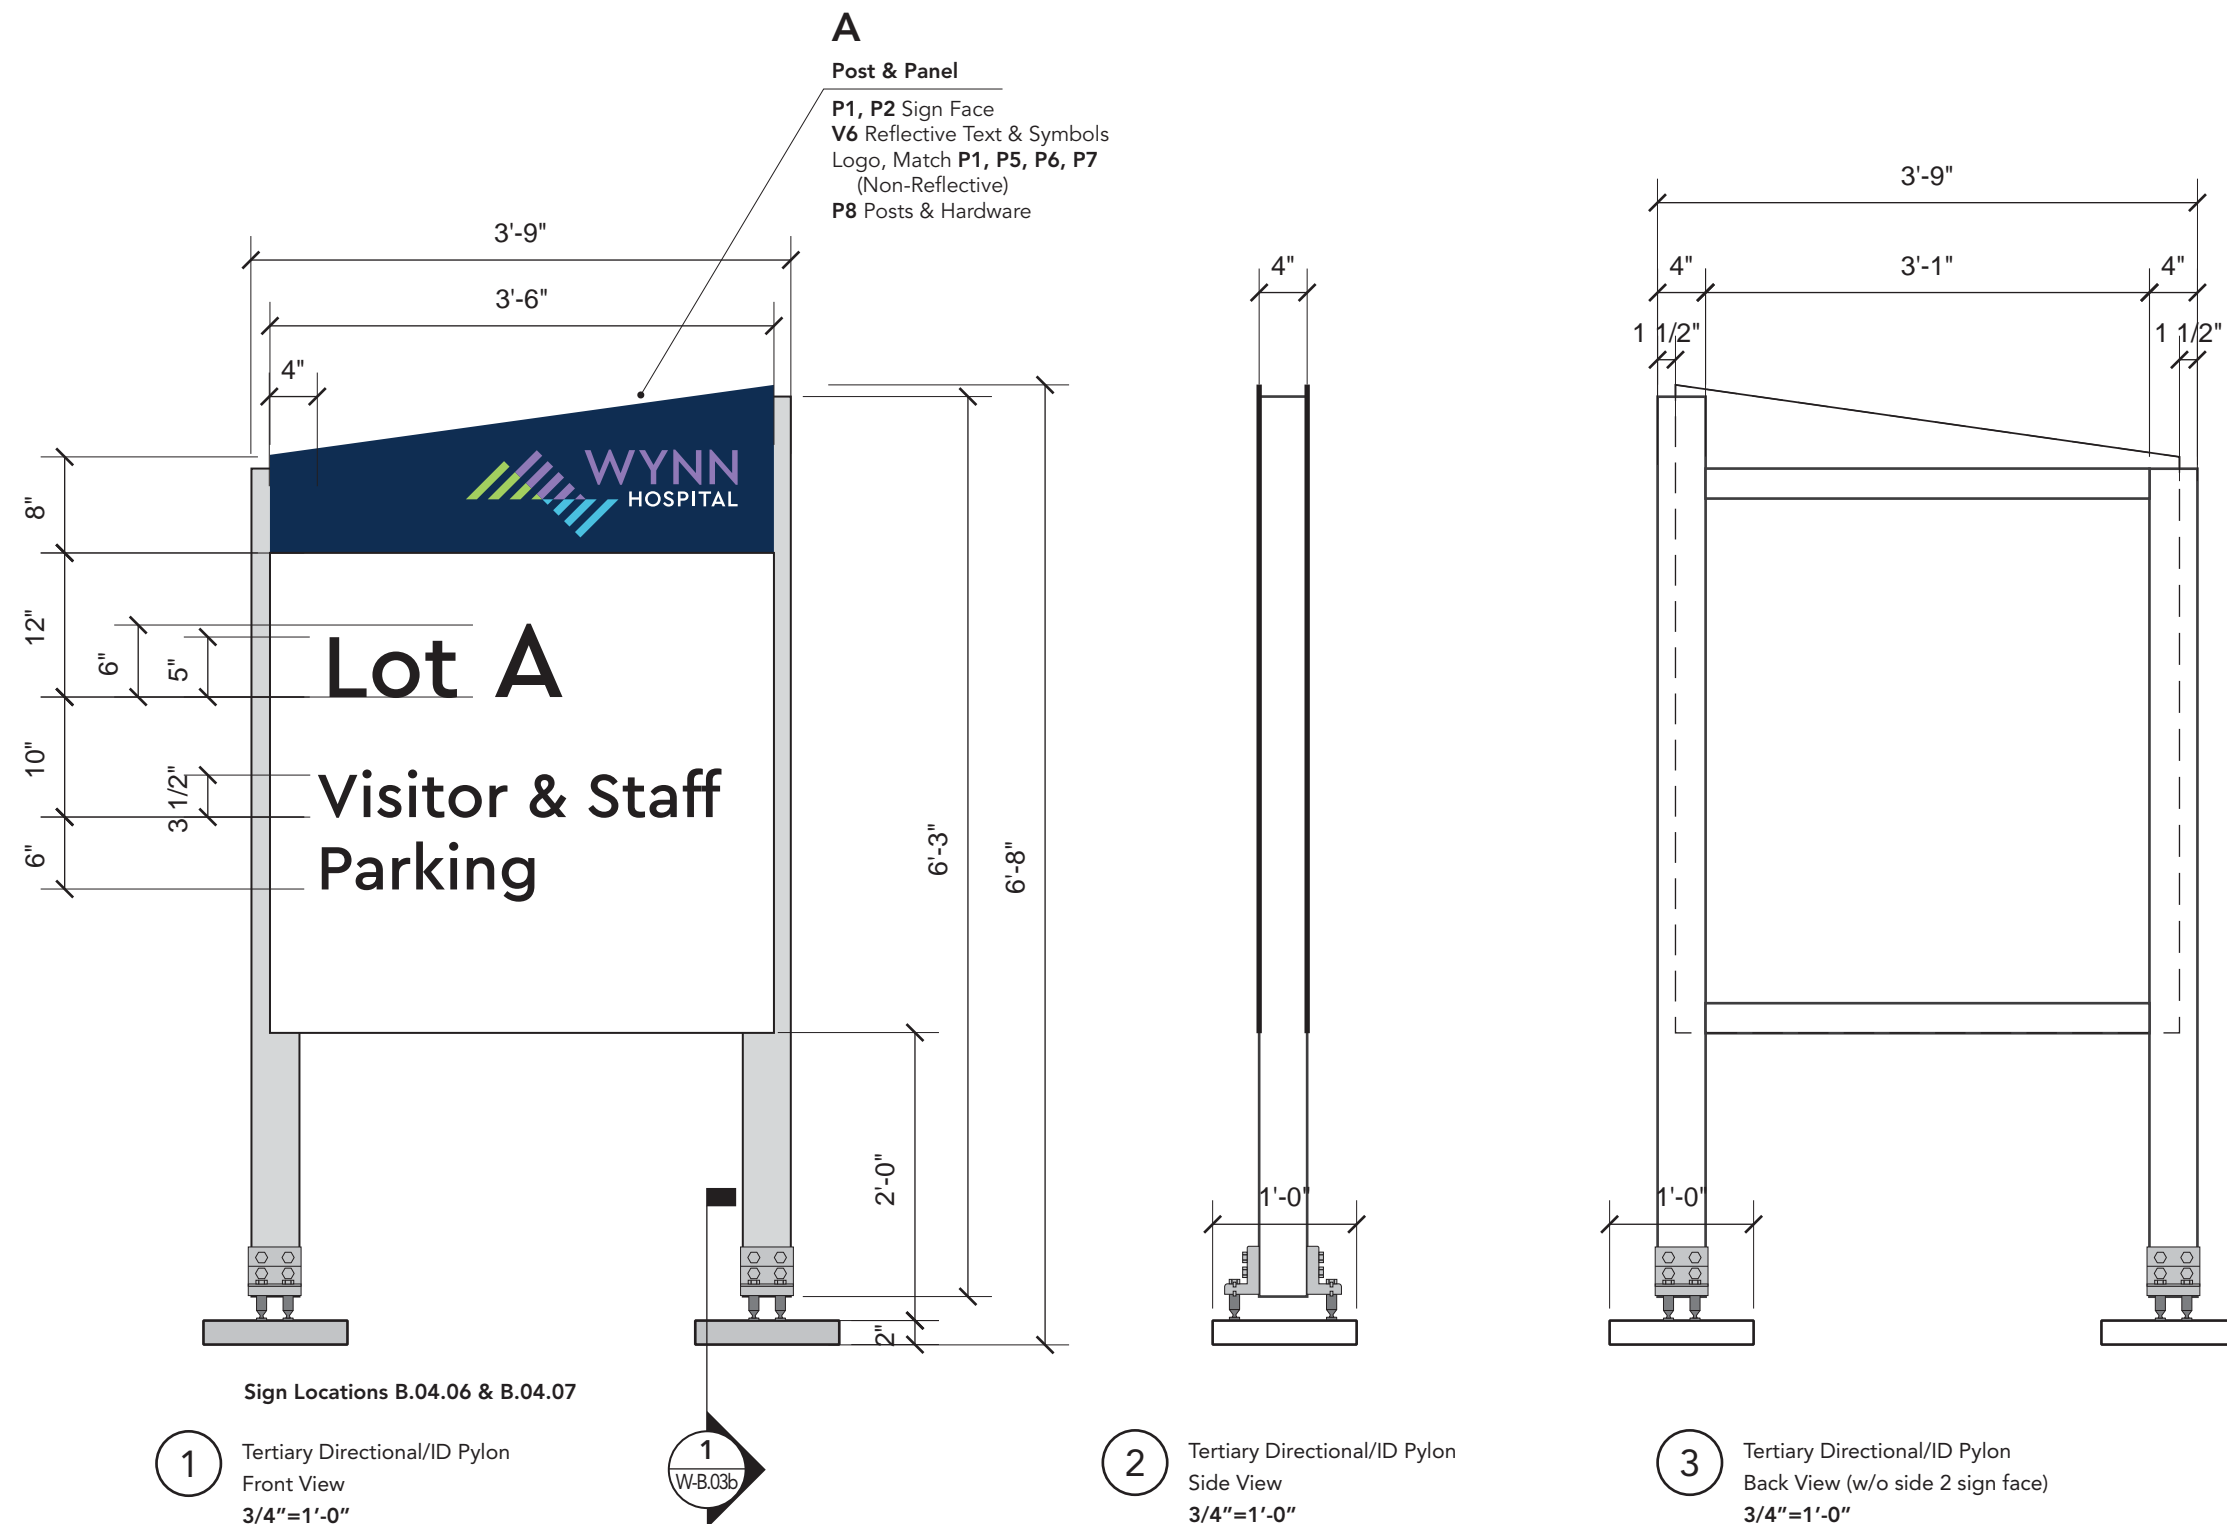 A
Post & Panel
P1, P2 Sign Face
V6 Reflective Text & Symbols
Logo, Match P1, P5, P6, P7
(Non-Reflective)
P8 Posts & Hardware
3'-9"
3'-6"
4"
8"
12"
6"
5"
10"
3 1/2"
6"
WYNN
HOSPITAL
Lot A
Visitor & Staff
Parking
6'-3"
6'-8"
2'-0"
2"
Sign Locations B.04.06 & B.04.07
1
Tertiary Directional/ID Pylon
Front View
3/4"=1'-0"
1
W-B.03b
4"
1'-0"
2
Tertiary Directional/ID Pylon
Side View
3/4"=1'-0"
3'-9"
4"
3'-1"
4"
1 1/2"
1 1/2"
1'-0"
3
Tertiary Directional/ID Pylon
Back View (w/o side 2 sign face)
3/4"=1'-0"